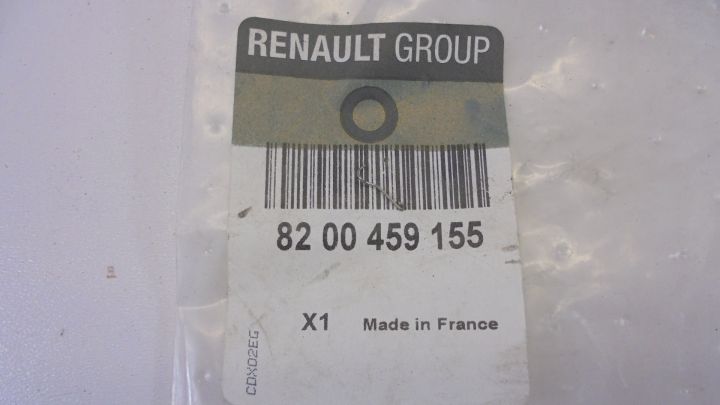 RENAULT GROUP
82 00 459 155
X1 Made in France
CDX02EG